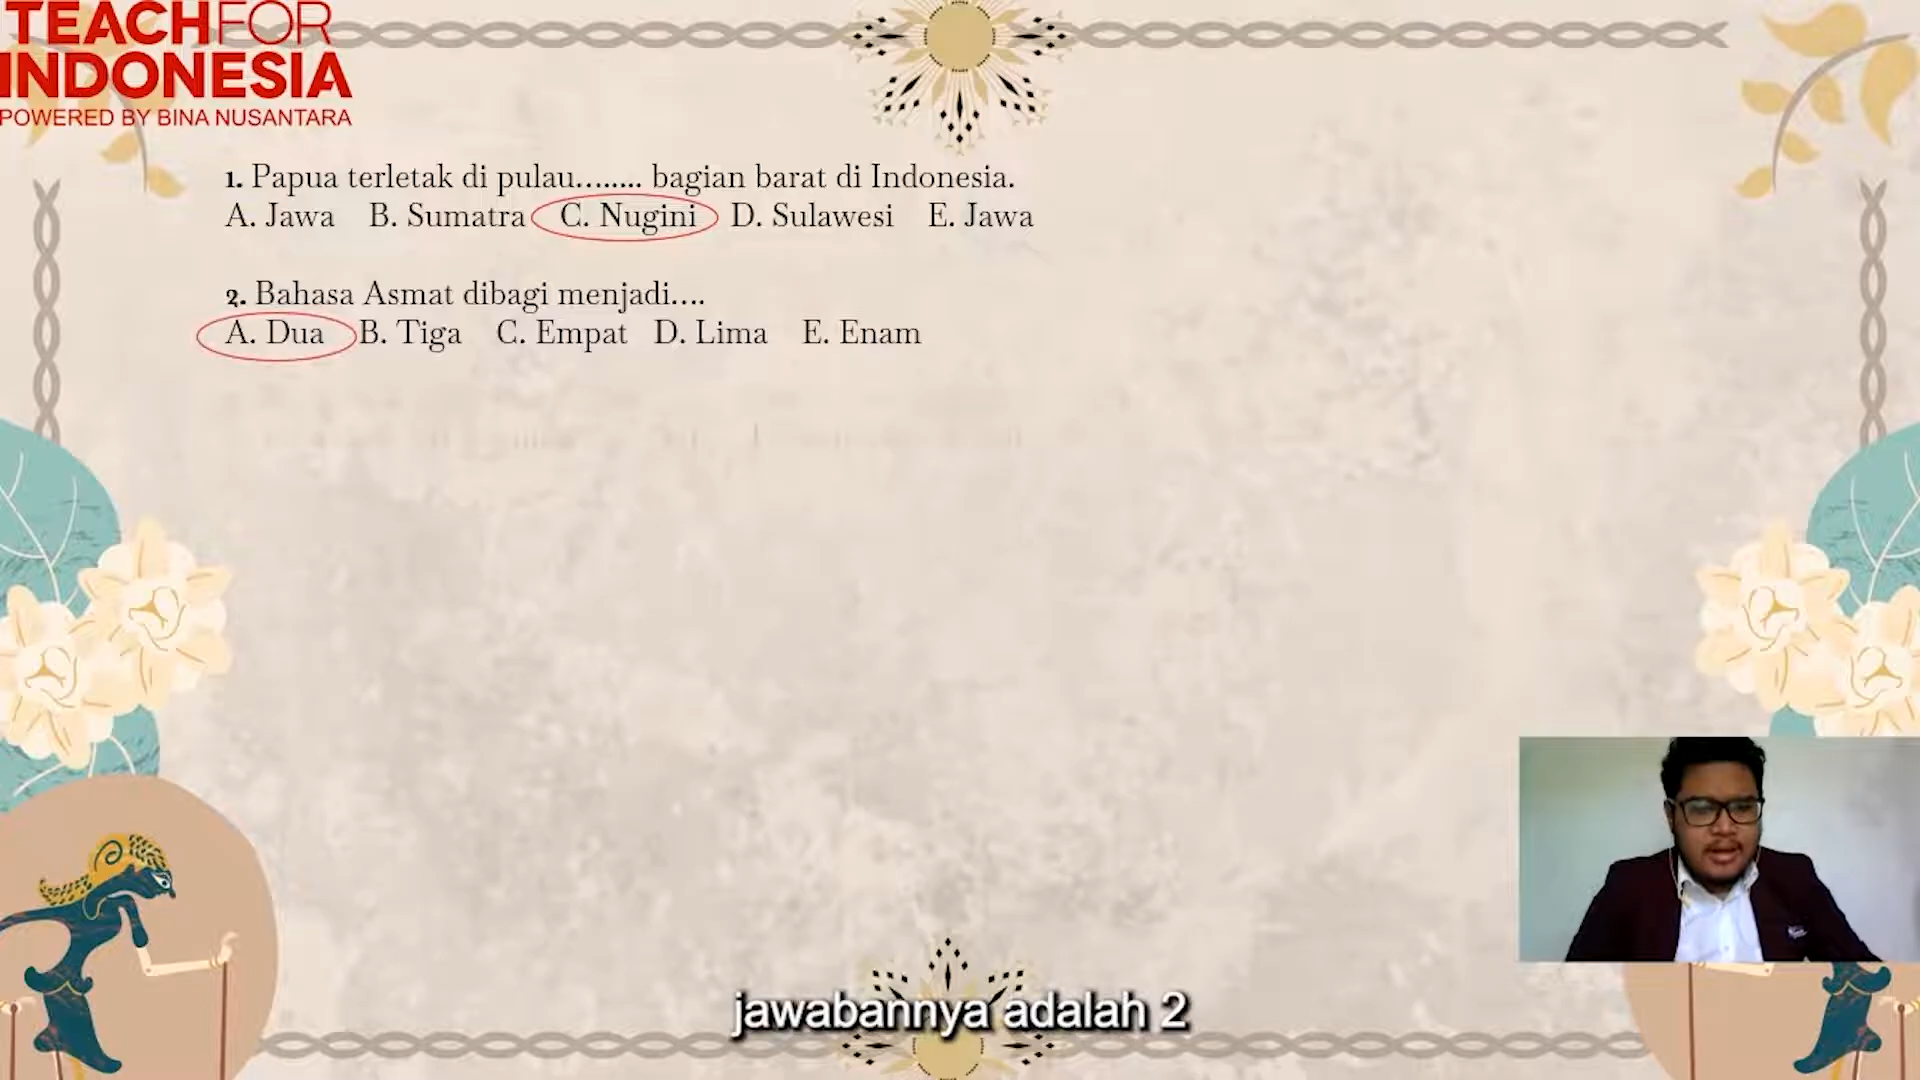 TEACHFOR
INDONESIA
POWERED BY BINA NUSANTARA
1. Papua terletak di pulau........ bagian barat di Indonesia.
A. Jawa B. Sumatra C. Nugini D. Sulawesi E. Jawa
2. Bahasa Asmat dibagi menjadi....
A. Dua B. Tiga C. Empat D. Lima E. Enam
jawabannya adalah 2